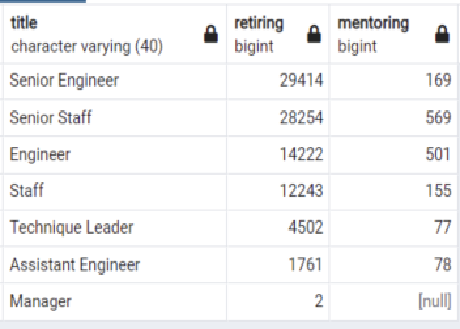 title retiring mentoring
character varying (40) bigint bigint
Senior Engineer 29414 169
Senior Staff 28254 569
Engineer 14222 501
Staff 12243 155
Technique Leader 4502 77
Assistant Engineer 1761 78
Manager 2 [null]